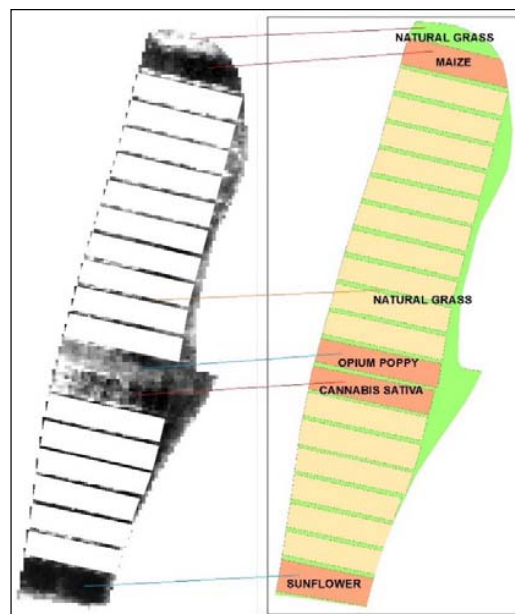 NATURAL GRASS
MAIZE
NATURAL GRASS
OPIUM POPPY
CANNABIS SATIVA
SUNFLOWER